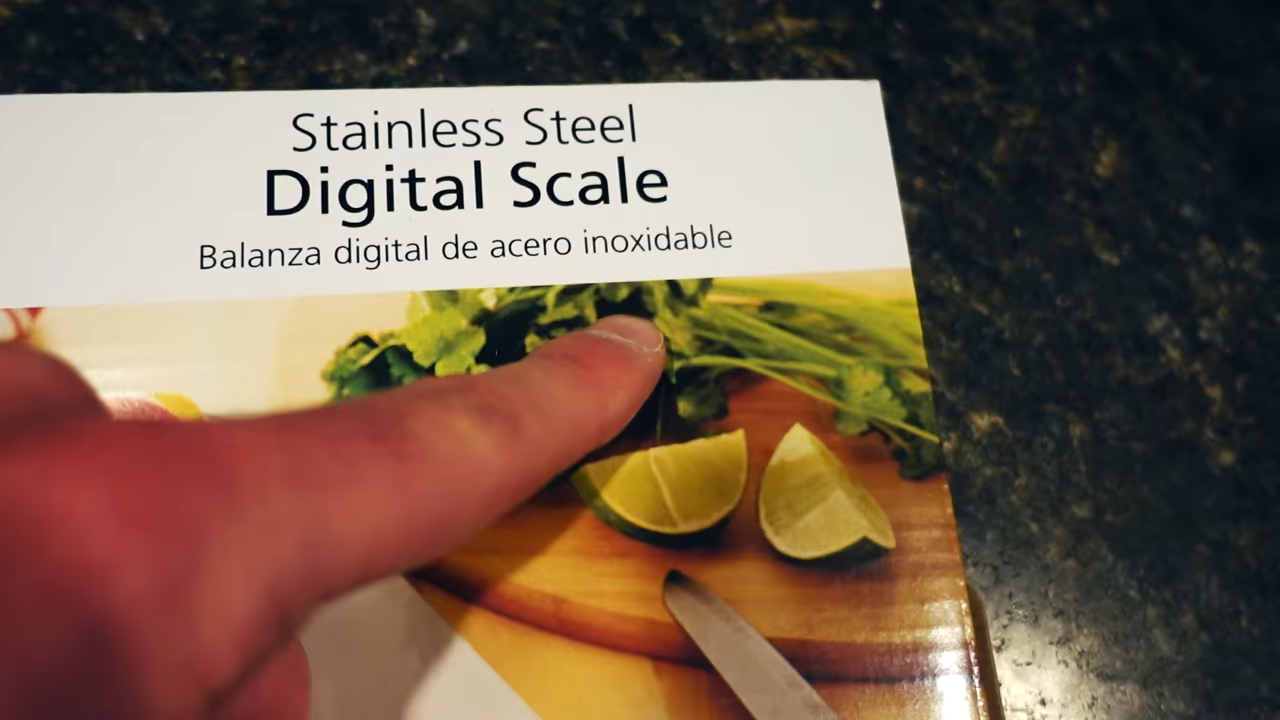 Stainless Steel
Digital Scale
Balanza digital de acero inoxidable